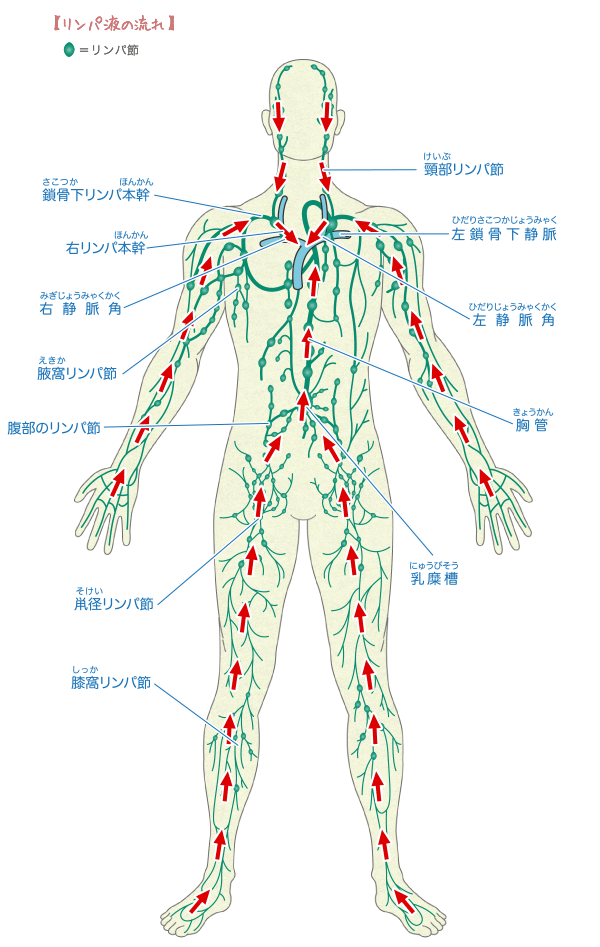 【リンパ液の流れ】
＝リンパ節
けいぶ
頸部リンパ節
さこつか ほんかん
鎖骨下リンパ本幹
ひだりさこつかじょうみゃく
左鎖骨下静脈
ほんかん
右リンパ本幹
みぎじょうみゃくかく
右静脈角
ひだりじょうみゃくかく
左静脈角
えきか
腋窩リンパ節
きょうかん
胸管
腹部のリンパ節
にゅうびそう
乳糜槽
そけい
鼡径リンパ節
しっか
膝窩リンパ節